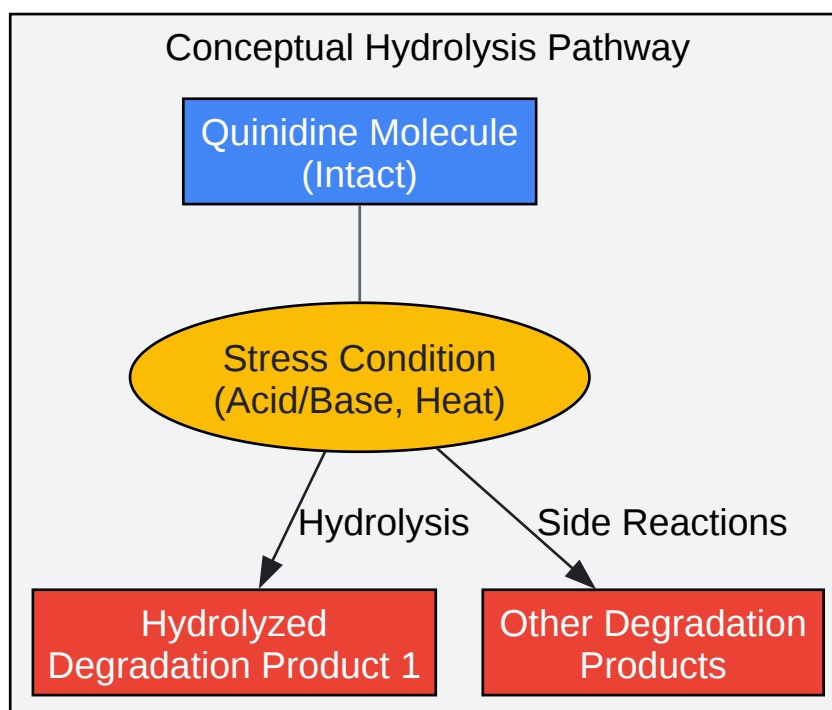 Conceptual Hydrolysis Pathway
Quinidine Molecule
(Intact)
Stress Condition
(Acid/Base, Heat)
Hydrolysis
Side Reactions
Hydrolyzed
Degradation Product 1
Other Degradation
Products